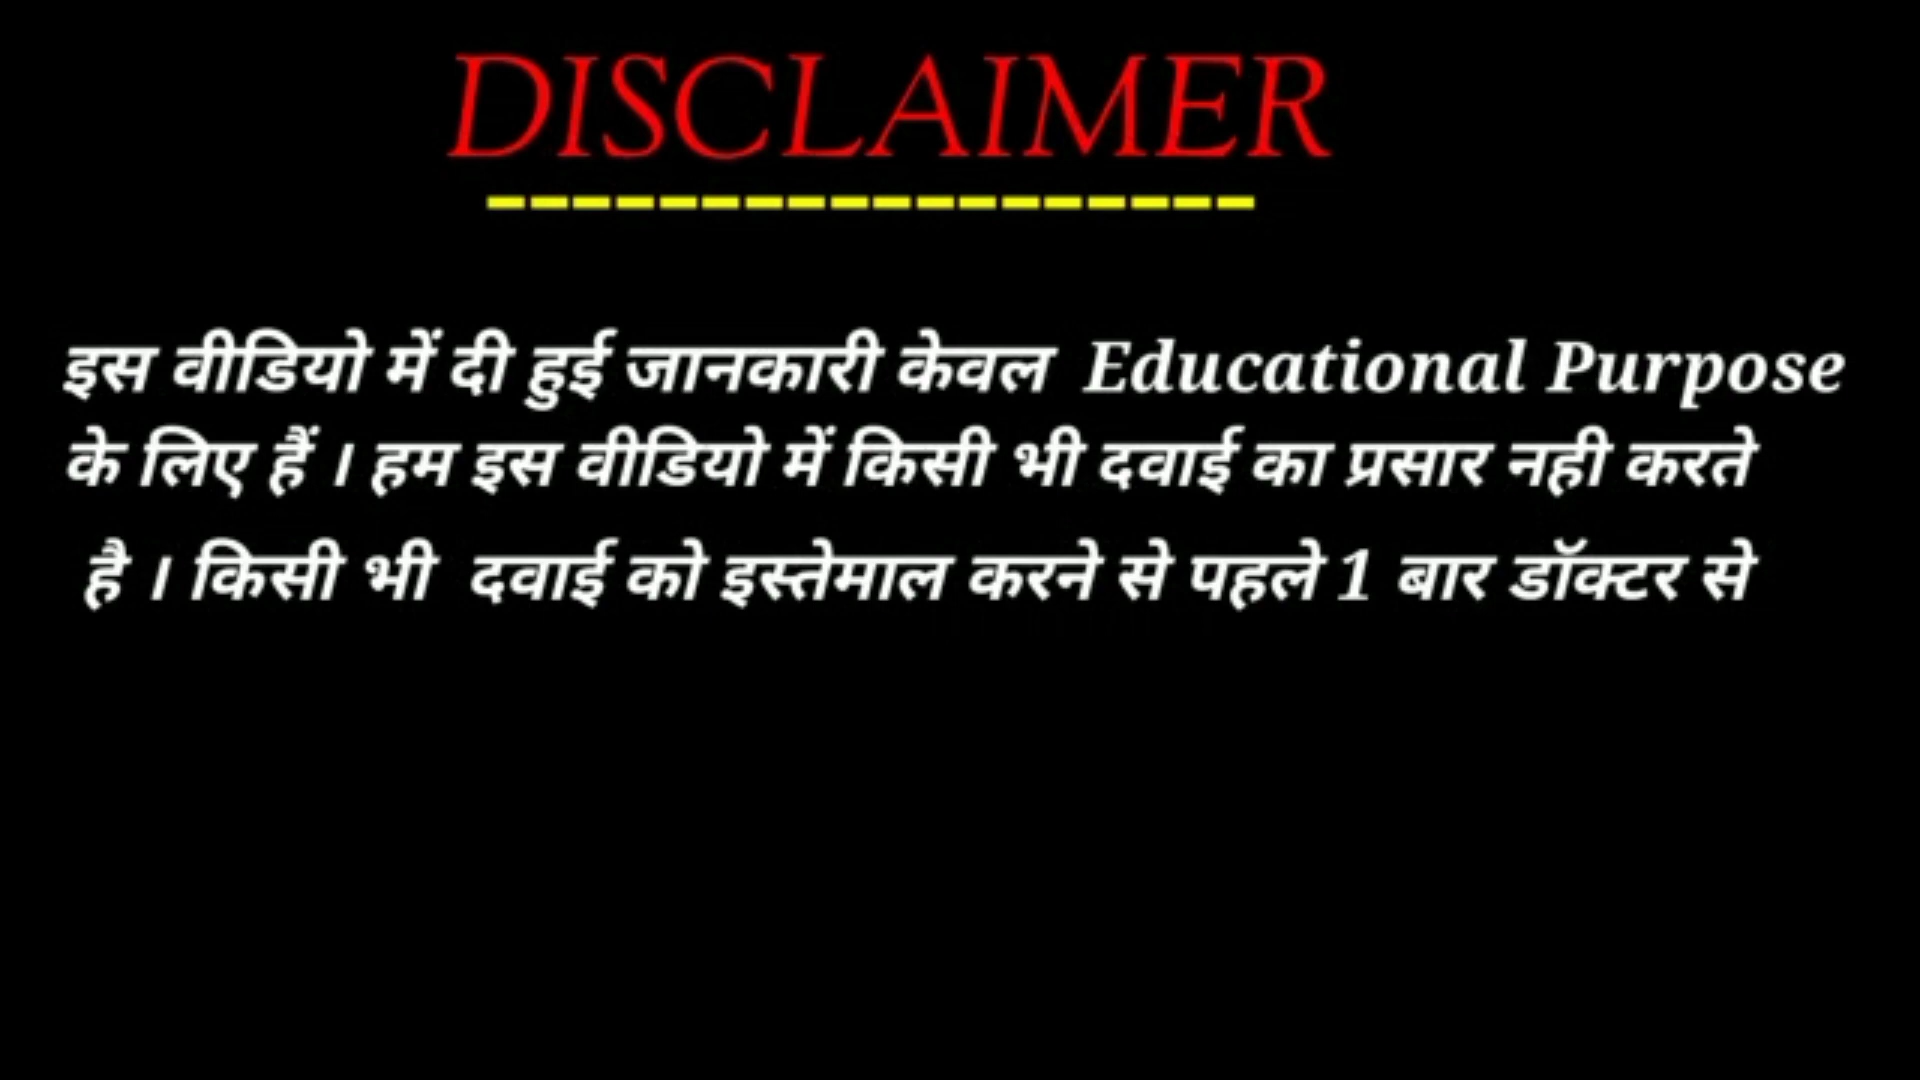 DISCLAIMER
------------------
इस वीडियो में दी हुई जानकारी केवल Educational Purpose
के लिए हैं । हम इस वीडियो में किसी भी दवाई का प्रसार नही करते
है । किसी भी दवाई को इस्तेमाल करने से पहले 1 बार डॉक्टर से